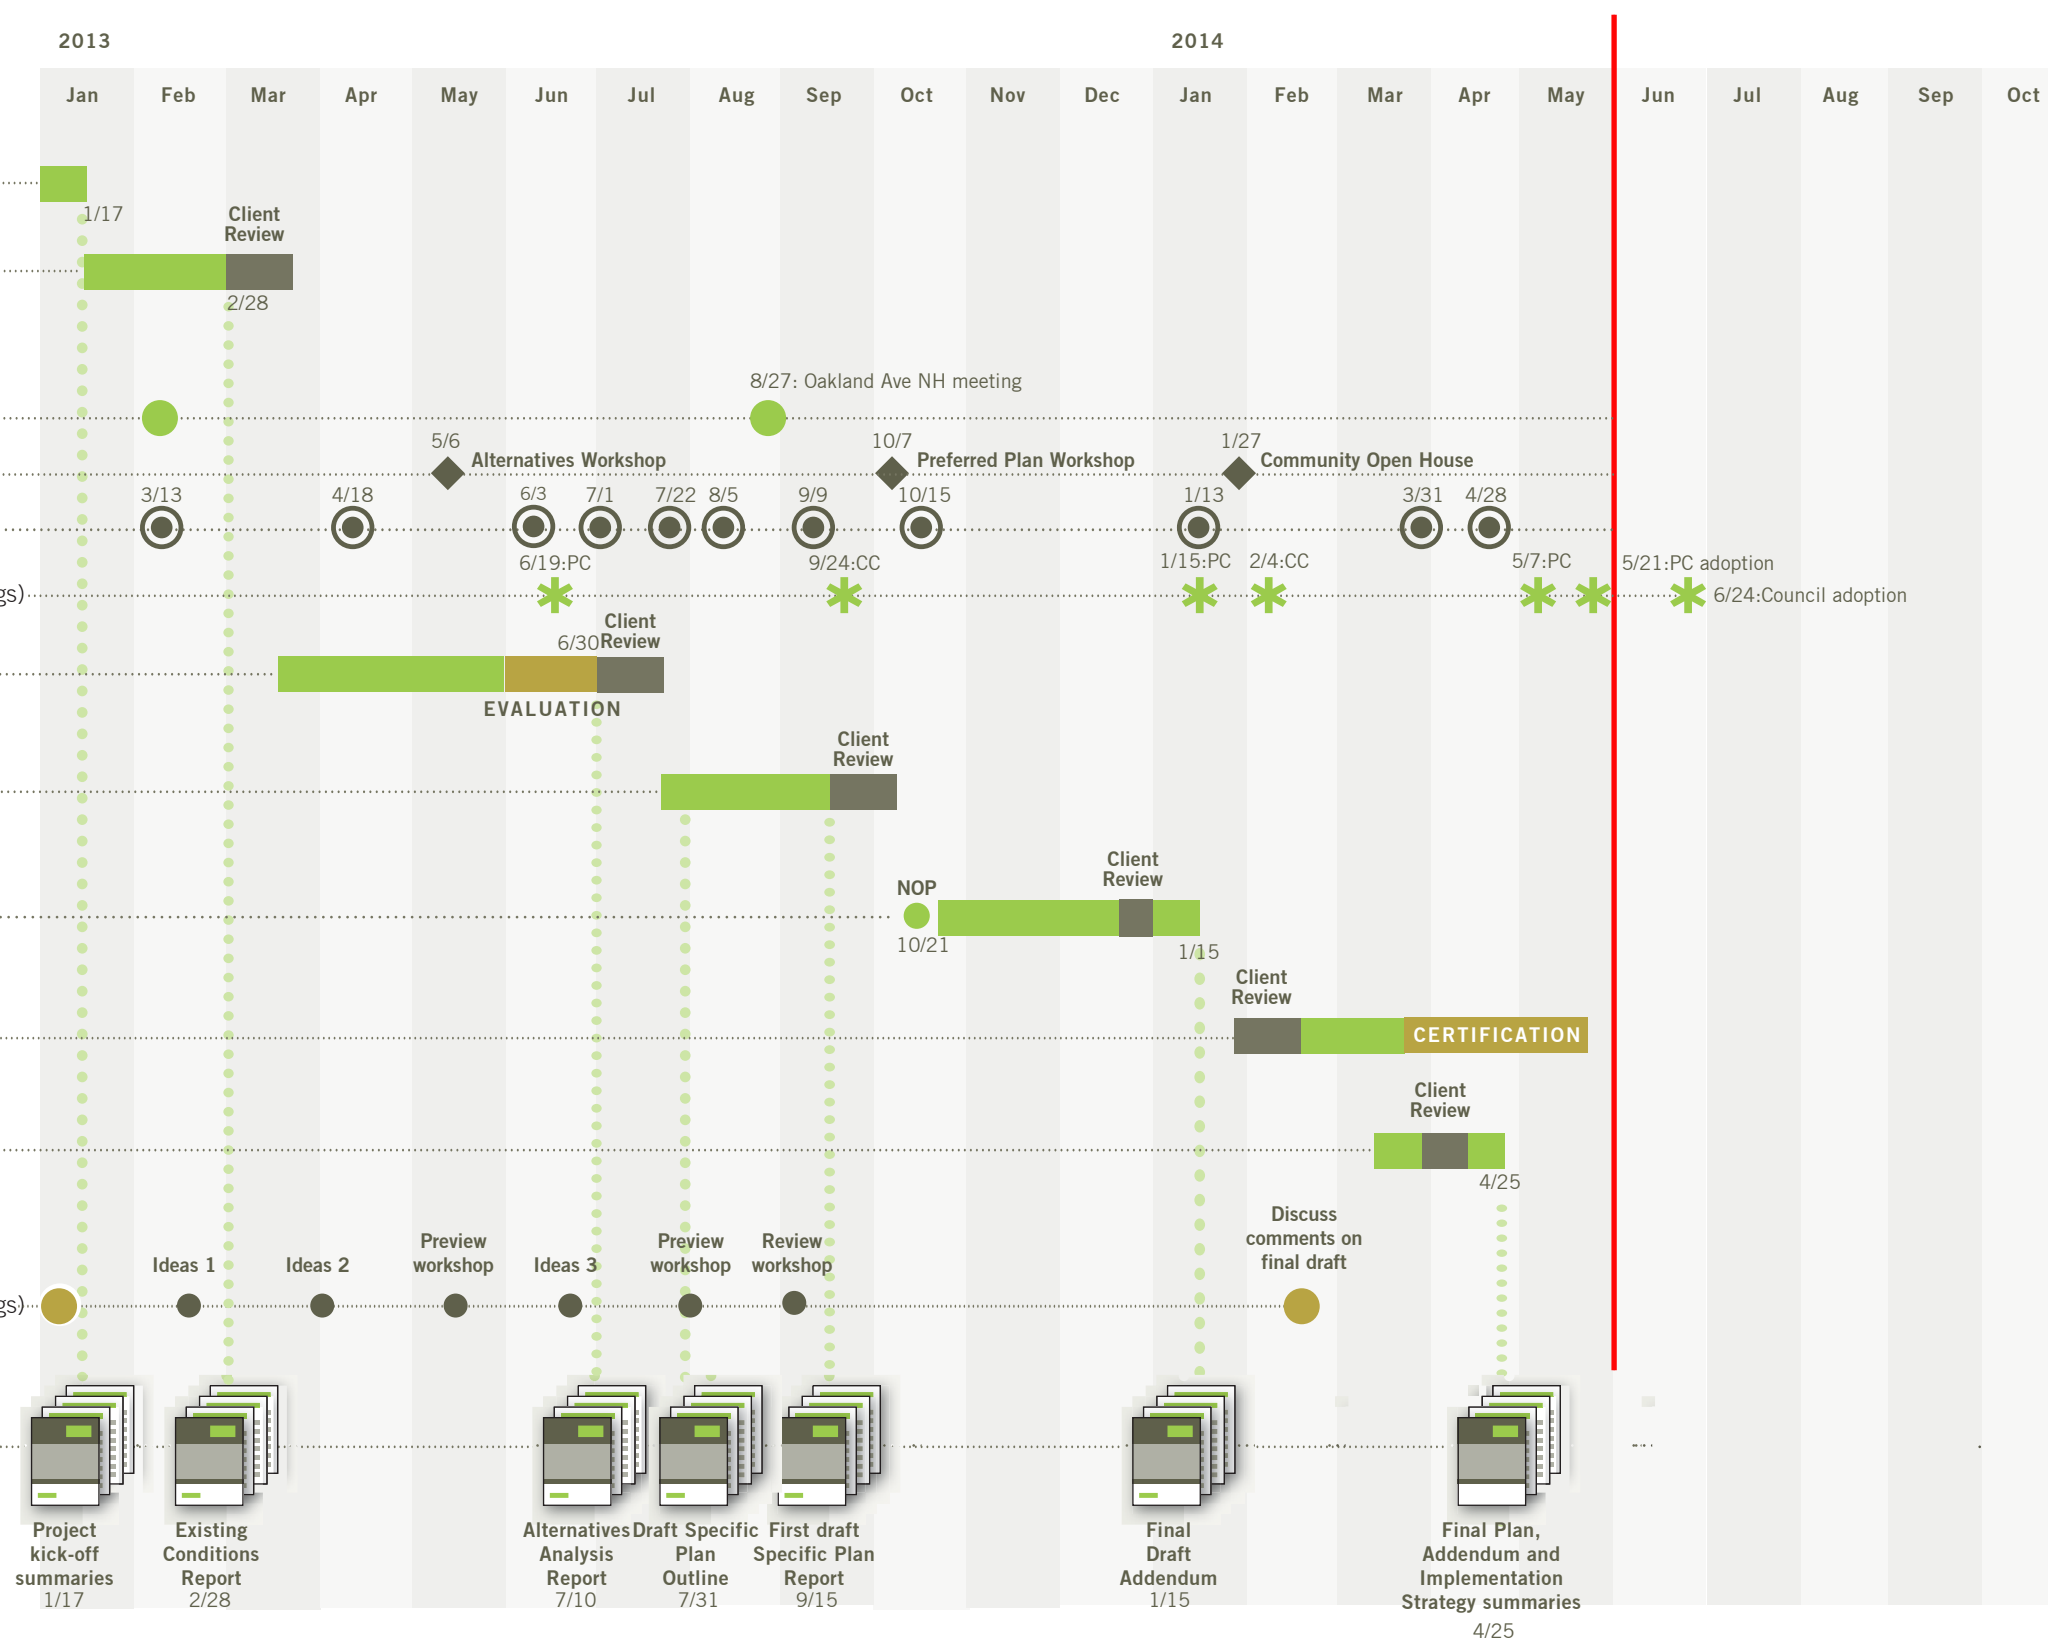 2013
2014
Jan Feb Mar Apr May Jun Jul Aug Sep Oct Nov Dec Jan Feb Mar Apr May Jun Jul Aug Sep Oct
1/17
Client
Review
2/28
8/27: Oakland Ave NH meeting
5/6
Alternatives Workshop
10/7
Preferred Plan Workshop
1/27
Community Open House
3/13 4/18 6/3 7/1 7/22 8/5 9/9 10/15 1/13 3/31 4/28
6/19:PC 9/24:CC 1/15:PC 2/4:CC 5/7:PC 5/21:PC adoption
gs)
6/24:Council adoption
Client
Review
6/30
EVALUATION
Client
Review
Client
Review
NOP
10/21
1/15
Client
Review
CERTIFICATION
Client
Review
4/25
gs)
Ideas 1
Ideas 2
Preview
workshop
Ideas 3
Preview
workshop
Review
workshop
Discuss
comments on
final draft
Project
kick-off
summaries
1/17
Existing
Conditions
Report
2/28
Alternatives
Analysis
Report
7/10
Draft Specific
Plan
Outline
7/31
First draft
Specific Plan
Report
9/15
Final
Draft
Addendum
1/15
Final Plan,
Addendum and
Implementation
Strategy summaries
4/25